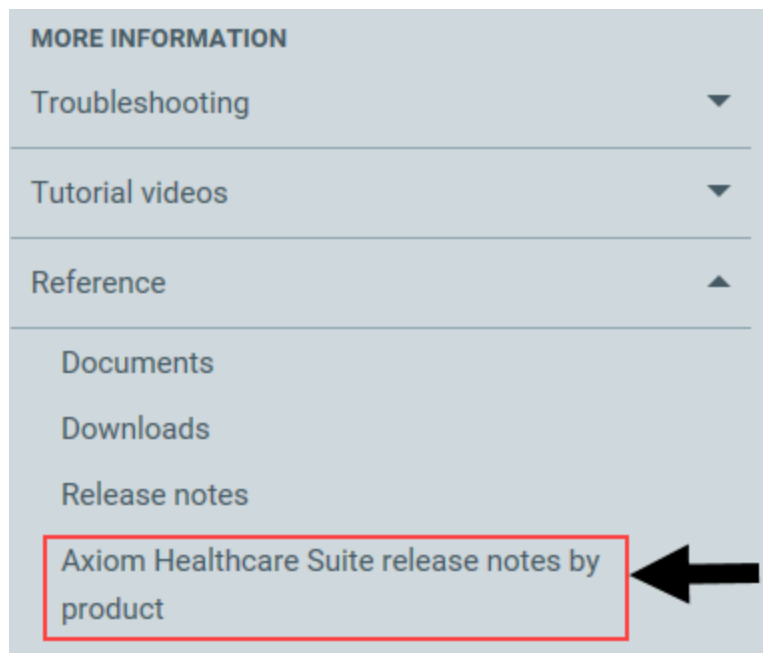 MORE INFORMATION
Troubleshooting
Tutorial videos
Reference
Documents
Downloads
Release notes
Axiom Healthcare Suite release notes by
product